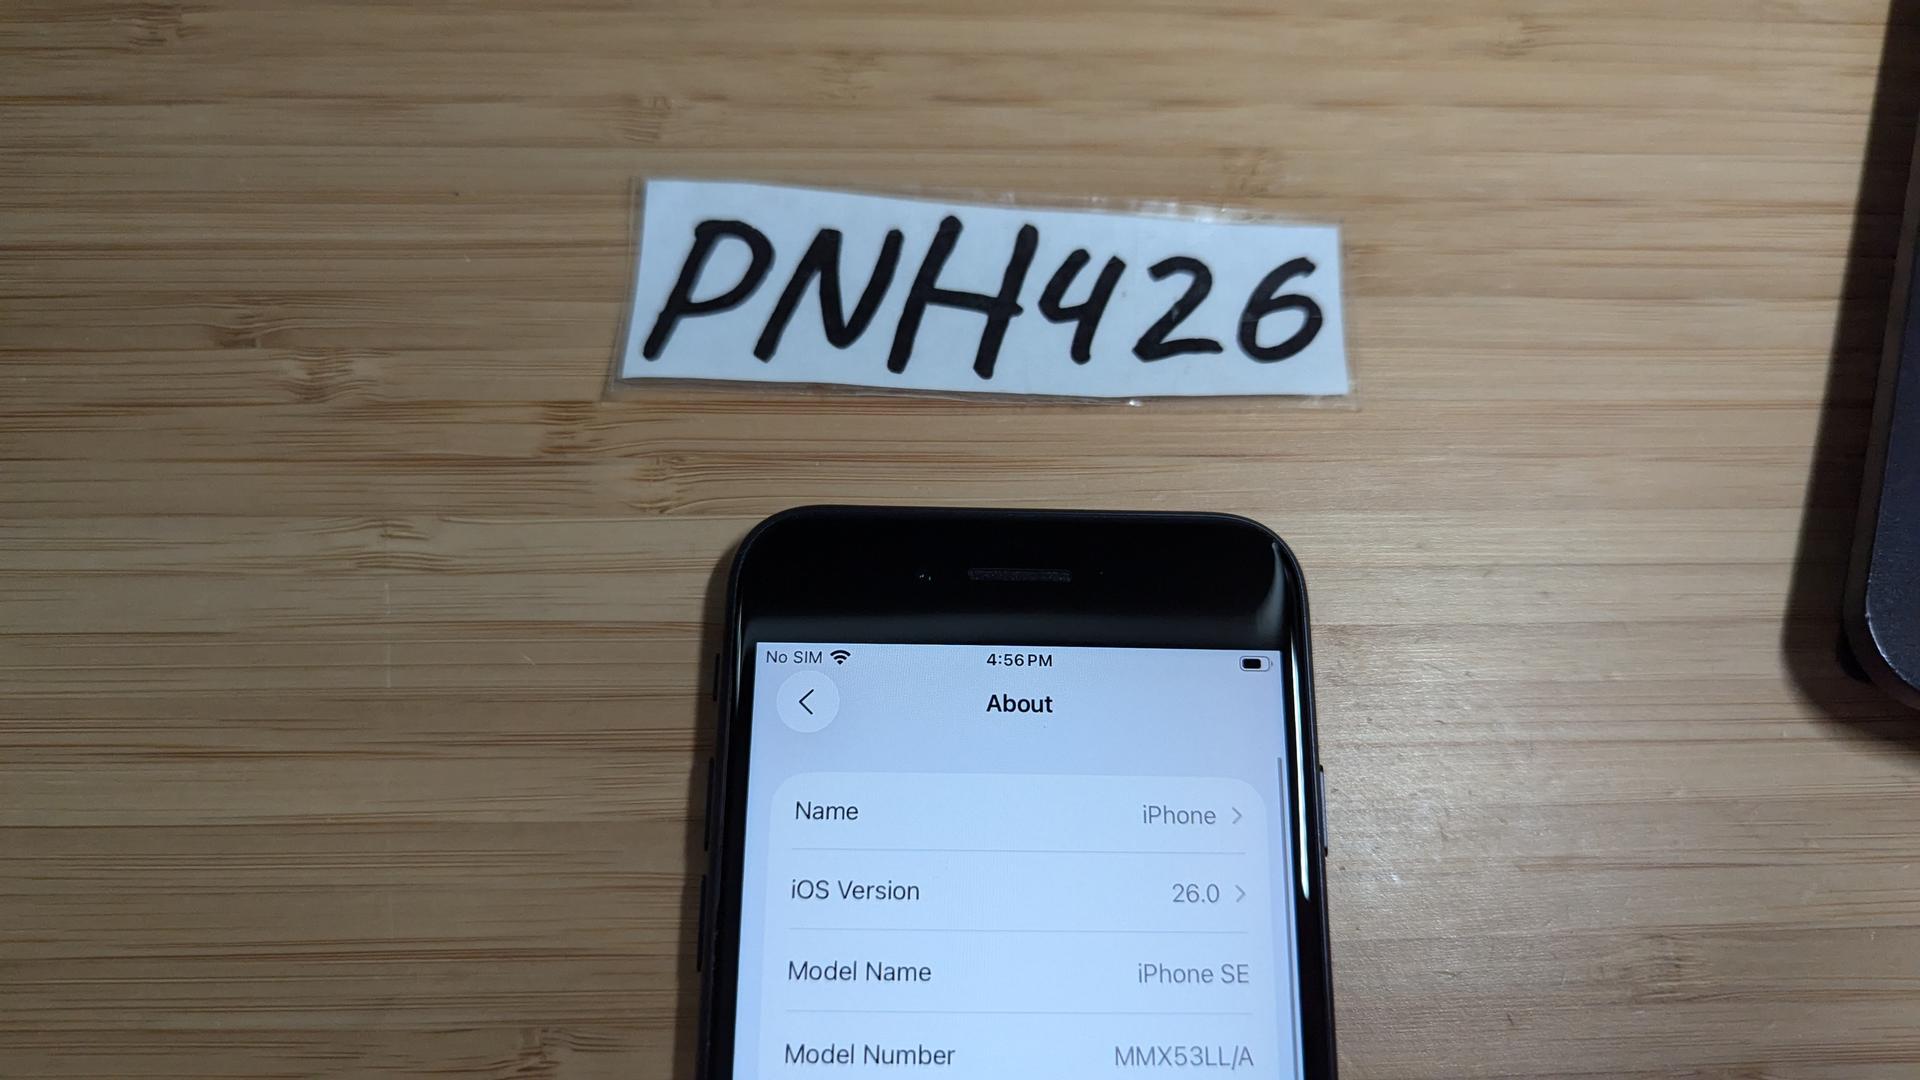 PNH426
No SIM 4:56 PM
About
Name iPhone
iOS Version 26.0
Model Name iPhone SE
Model Number MMX53LL/A